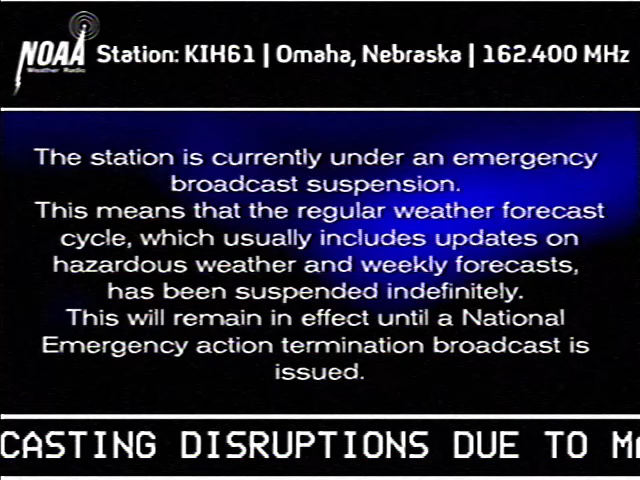 NOAA
Weather Radio
Station: KIH61 | Omaha, Nebraska | 162.400 MHz
The station is currently under an emergency
broadcast suspension.
This means that the regular weather forecast
cycle, which usually includes updates on
hazardous weather and weekly forecasts,
has been suspended indefinitely.
This will remain in effect until a National
Emergency action termination broadcast is
issued.
CASTING DISRUPTIONS DUE TO MA